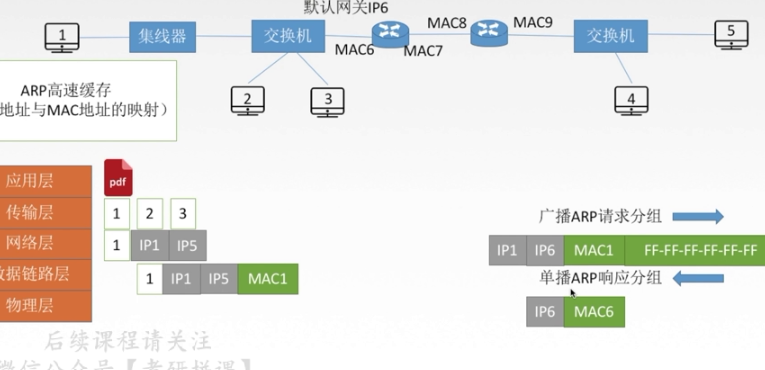 默认网关IP6
MAC8
MAC9
1
集线器
交换机
交换机
5
MAC6
MAC7
ARP高速缓存
地址与MAC地址的映射）
2
3
4
应用层
pdf
传输层
1 2 3
广播ARP请求分组
网络层
1 IP1 IP5
IP1 IP6 MAC1 FF-FF-FF-FF-FF-FF
数据链路层
1 IP1 IP5 MAC1
单播ARP响应分组
物理层
IP6 MAC6
后续课程请关注
微信公众号【考研拼课】